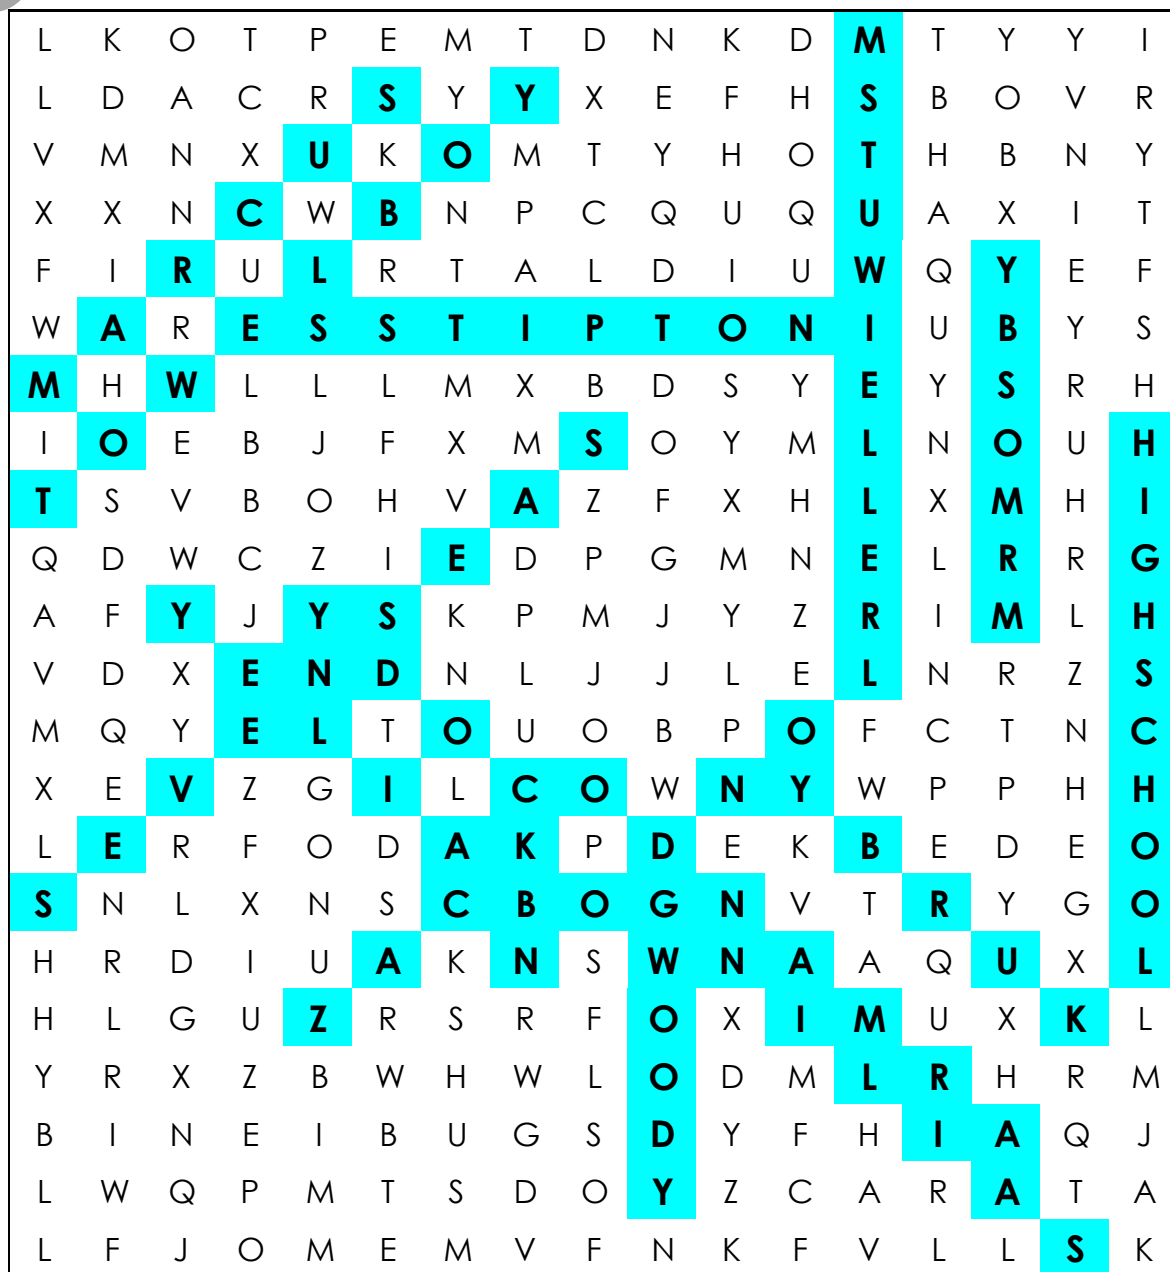 L K O T P E M T D N K D M T Y Y I
L D A C R S Y Y X E F H S B O V R
V M N X U K O M T Y H O T H B N Y
X X N C W B N P C Q U Q U A X I T
F I R U L R T A L D I U W Q Y E F
W A R E S S T I P T O N I U B Y S
M H W L L L M X B D S Y E Y S R H
I O E B J F X M S O Y M L N O U H
T S V B O H V A Z F X H L X M H I
Q D W C Z I E D P G M N E L R R G
A F Y J Y S K P M J Y Z R I M L H
V D X E N D N L J J L E L N R Z S
M Q Y E L T O U O B P O F C T N C
X E V Z G I L C O W N Y W P P H H
L E R F O D A K P D E K B E D E O
S N L X N S C B O G N V T R Y G O
H R D I U A K N S W N A A Q U X L
H L G U Z R S R F O X I M U X K L
Y R X Z B W H W L O D M L R H R M
B I N E I B U G S D Y F H I A Q J
L W Q P M T S D O Y Z C A R A T A
L F J O M E M V F N K F V L L S K